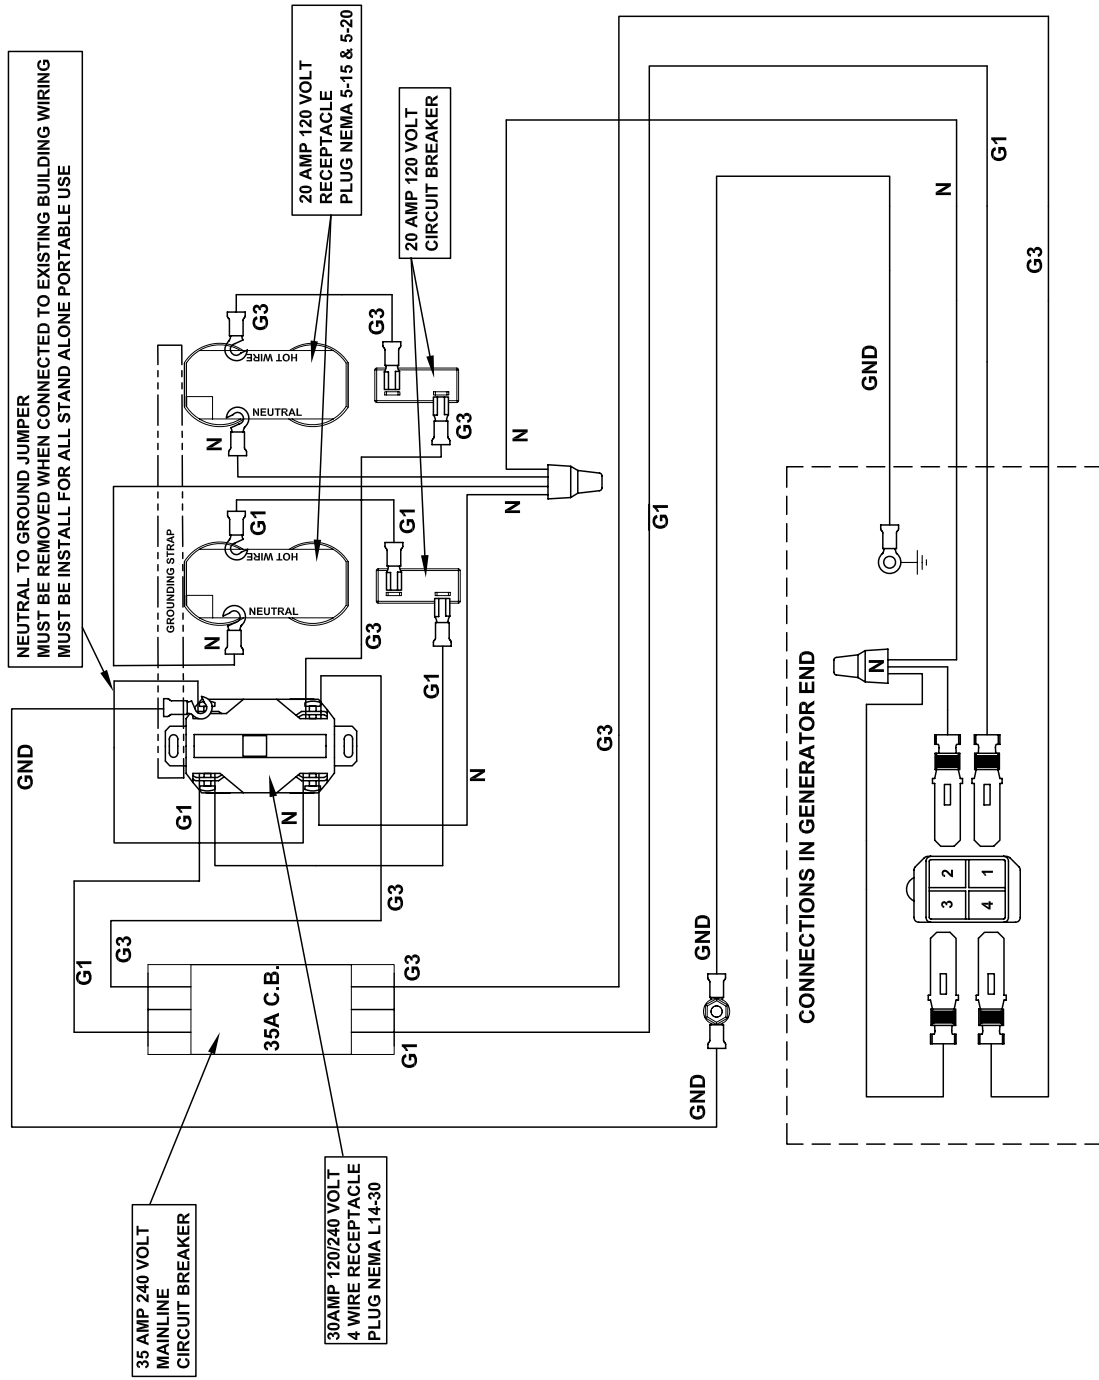 NEUTRAL TO GROUND JUMPER
MUST BE REMOVED WHEN CONNECTED TO EXISTING BUILDING WIRING
MUST BE INSTALL FOR ALL STAND ALONE PORTABLE USE
20 AMP 120 VOLT
RECEPTACLE
PLUG NEMA 5-15 & 5-20
20 AMP 120 VOLT
CIRCUIT BREAKER
GROUNDING STRAP
HOT WIRE
NEUTRAL
N
G3
G3
G3
HOT WIRE
NEUTRAL
N
G1
G1
G1
G3
N
N
N
GND
G1
N
G3
G1
G3
35A C.B.
G3
G1
G3
G1
GND
GND
GND
N
G1
G3
35 AMP 240 VOLT
MAINLINE
CIRCUIT BREAKER
30AMP 120/240 VOLT
4 WIRE RECEPTACLE
PLUG NEMA L14-30
CONNECTIONS IN GENERATOR END
N
3
2
4
1